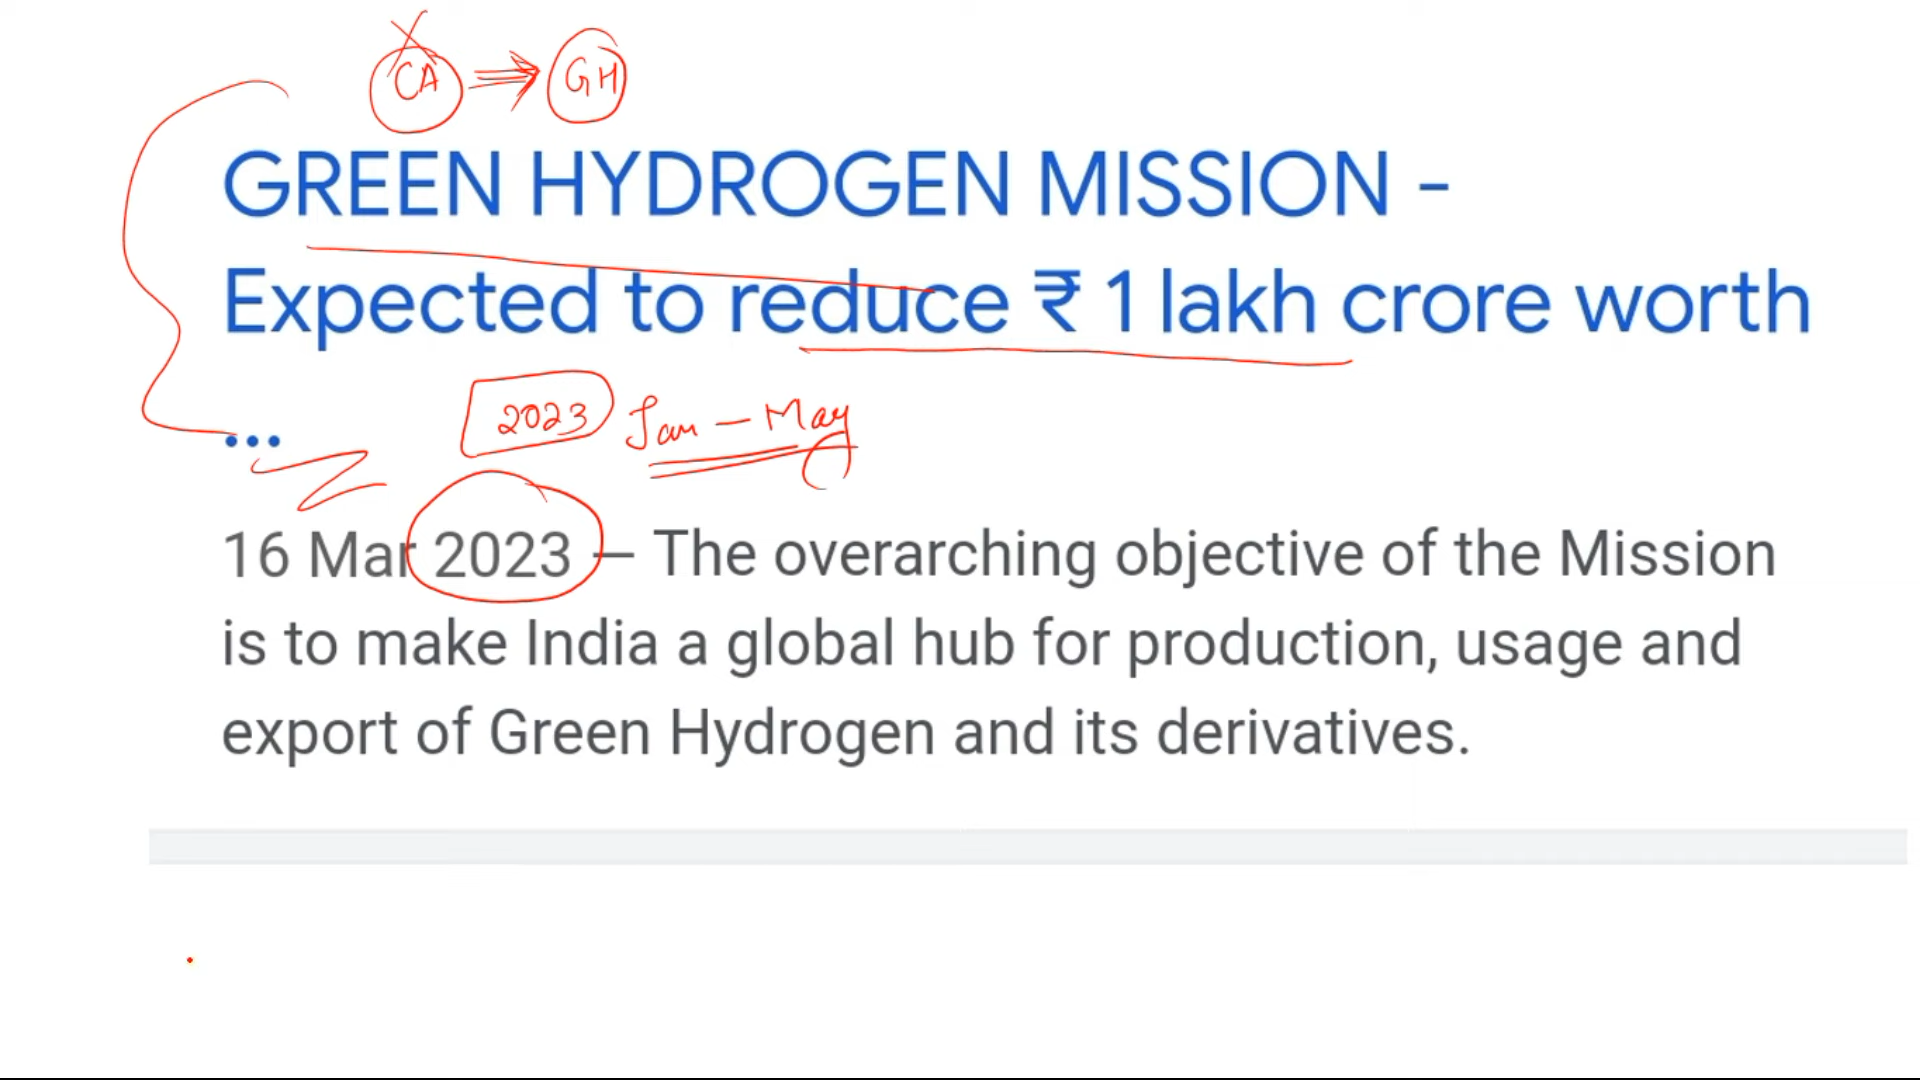 CA GH
GREEN HYDROGEN MISSION -
Expected to reduce ₹ 1 lakh crore worth
...
2023 Jan - May
16 Mar 2023 — The overarching objective of the Mission
is to make India a global hub for production, usage and
export of Green Hydrogen and its derivatives.